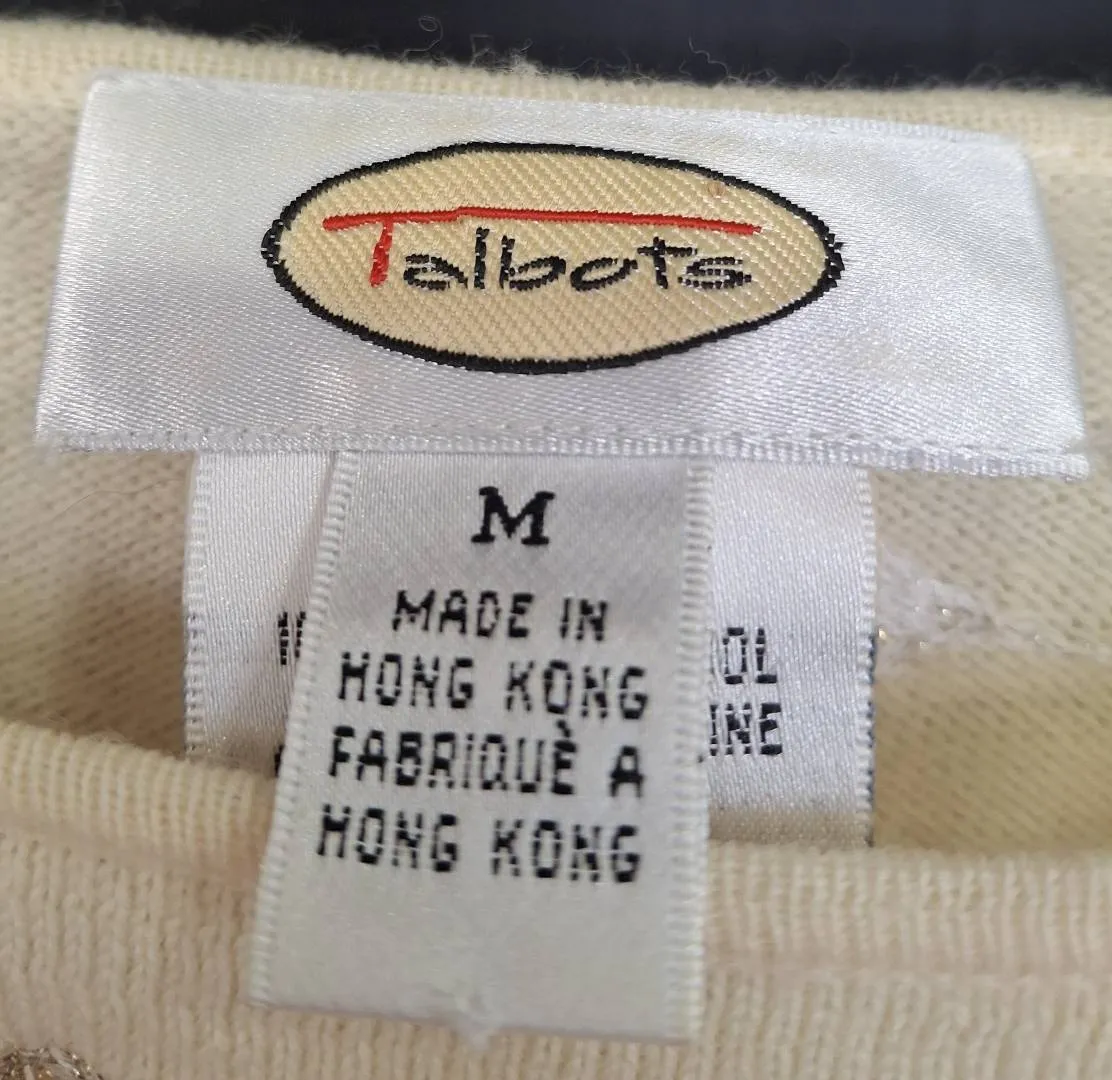 Talbots
M
MADE IN
HONG KONG
FABRIQUÈ A
HONG KONG